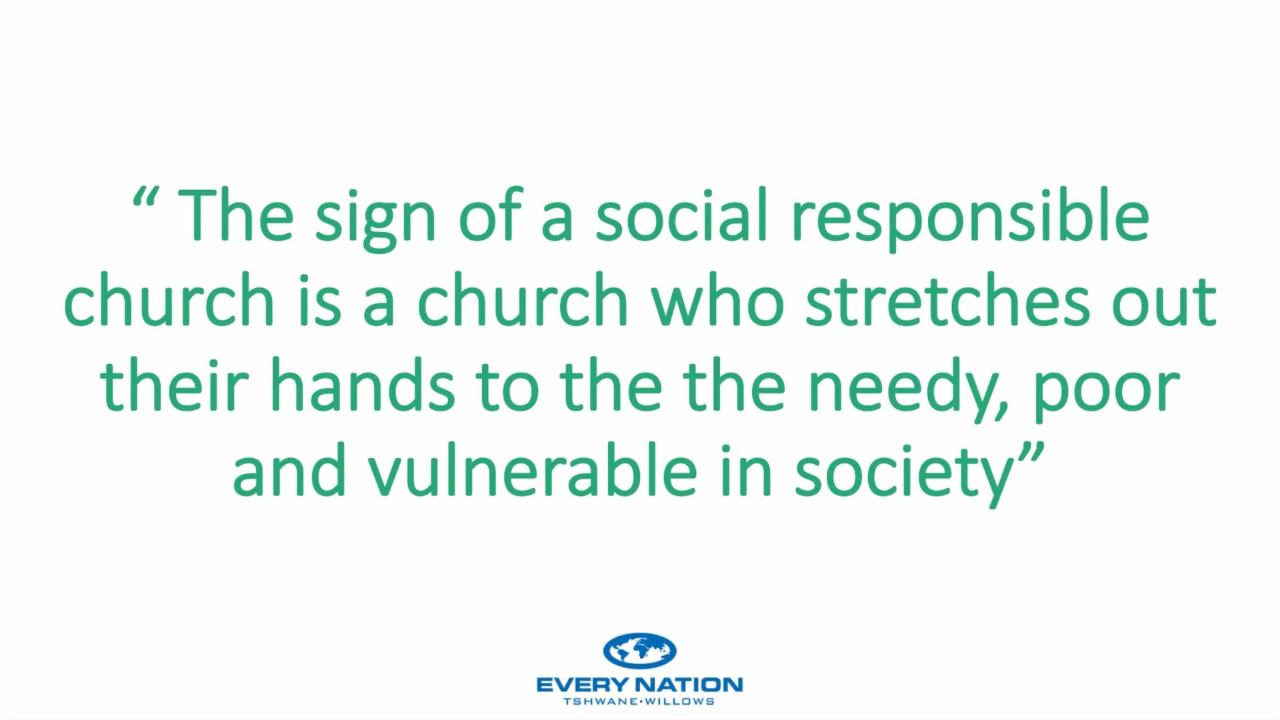 “ The sign of a social responsible
church is a church who stretches out
their hands to the the needy, poor
and vulnerable in society”
EVERY NATION
TSHWANE•WILLOWS